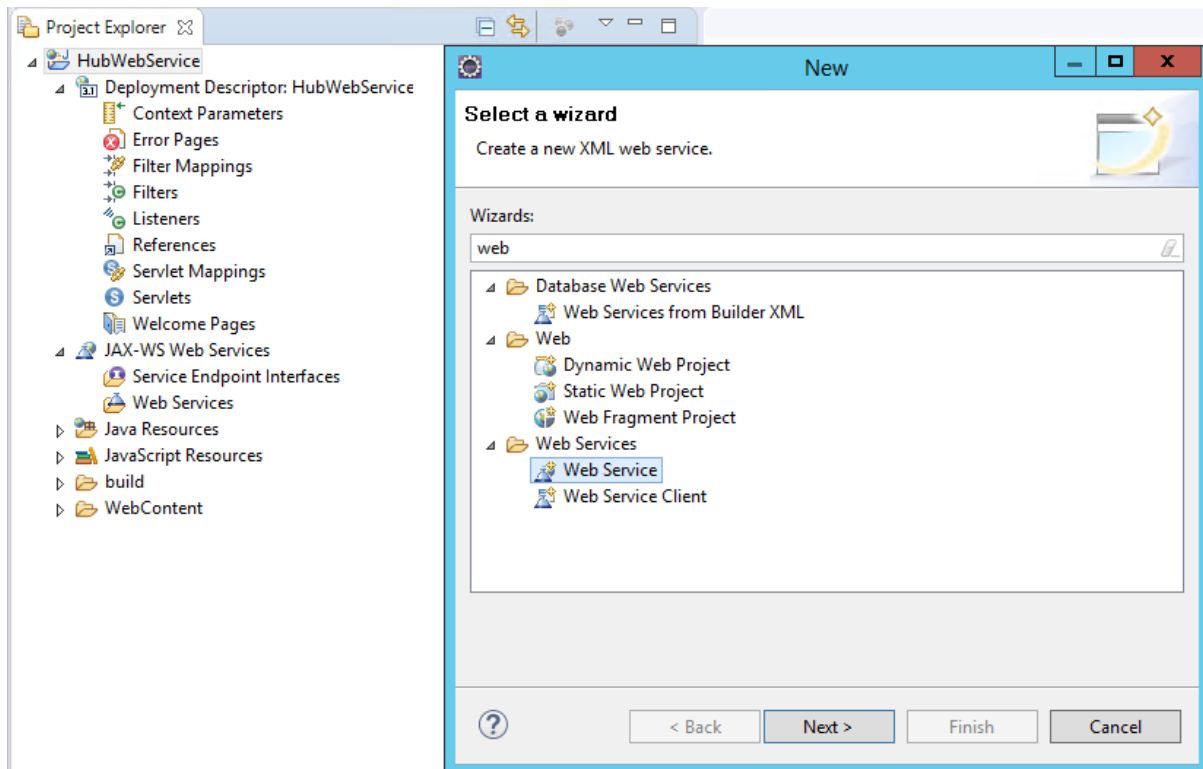 Project Explorer
HubWebService
3.1 Deployment Descriptor: HubWebService
Context Parameters
Error Pages
Filter Mappings
Filters
Listeners
References
Servlet Mappings
Servlets
Welcome Pages
JAX-WS Web Services
Service Endpoint Interfaces
Web Services
Java Resources
JavaScript Resources
build
WebContent
New
Select a wizard
Create a new XML web service.
Wizards:
web
Database Web Services
Web Services from Builder XML
Web
Dynamic Web Project
Static Web Project
Web Fragment Project
Web Services
Web Service
Web Service Client
? < Back Next > Finish Cancel